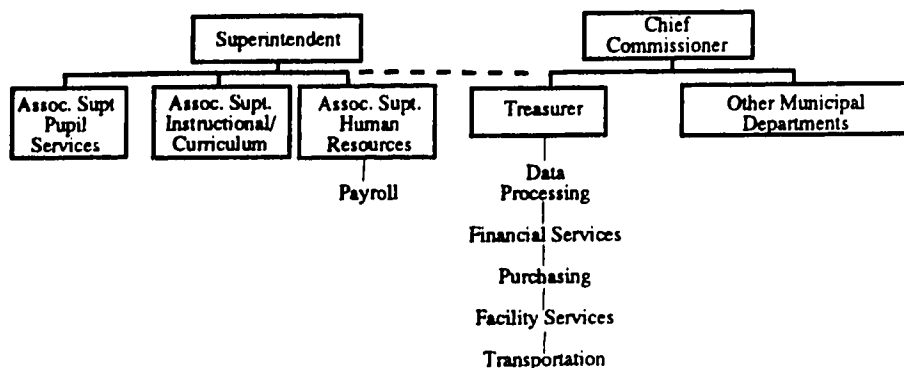 Superintendent
Chief
Commissioner
Assoc. Supt
Pupil
Services
Assoc. Supt.
Instructional/
Curriculum
Assoc. Supt.
Human
Resources
Treasurer
Other Municipal
Departments
Payroll
Data
Processing
Financial Services
Purchasing
Facility Services
Transportation